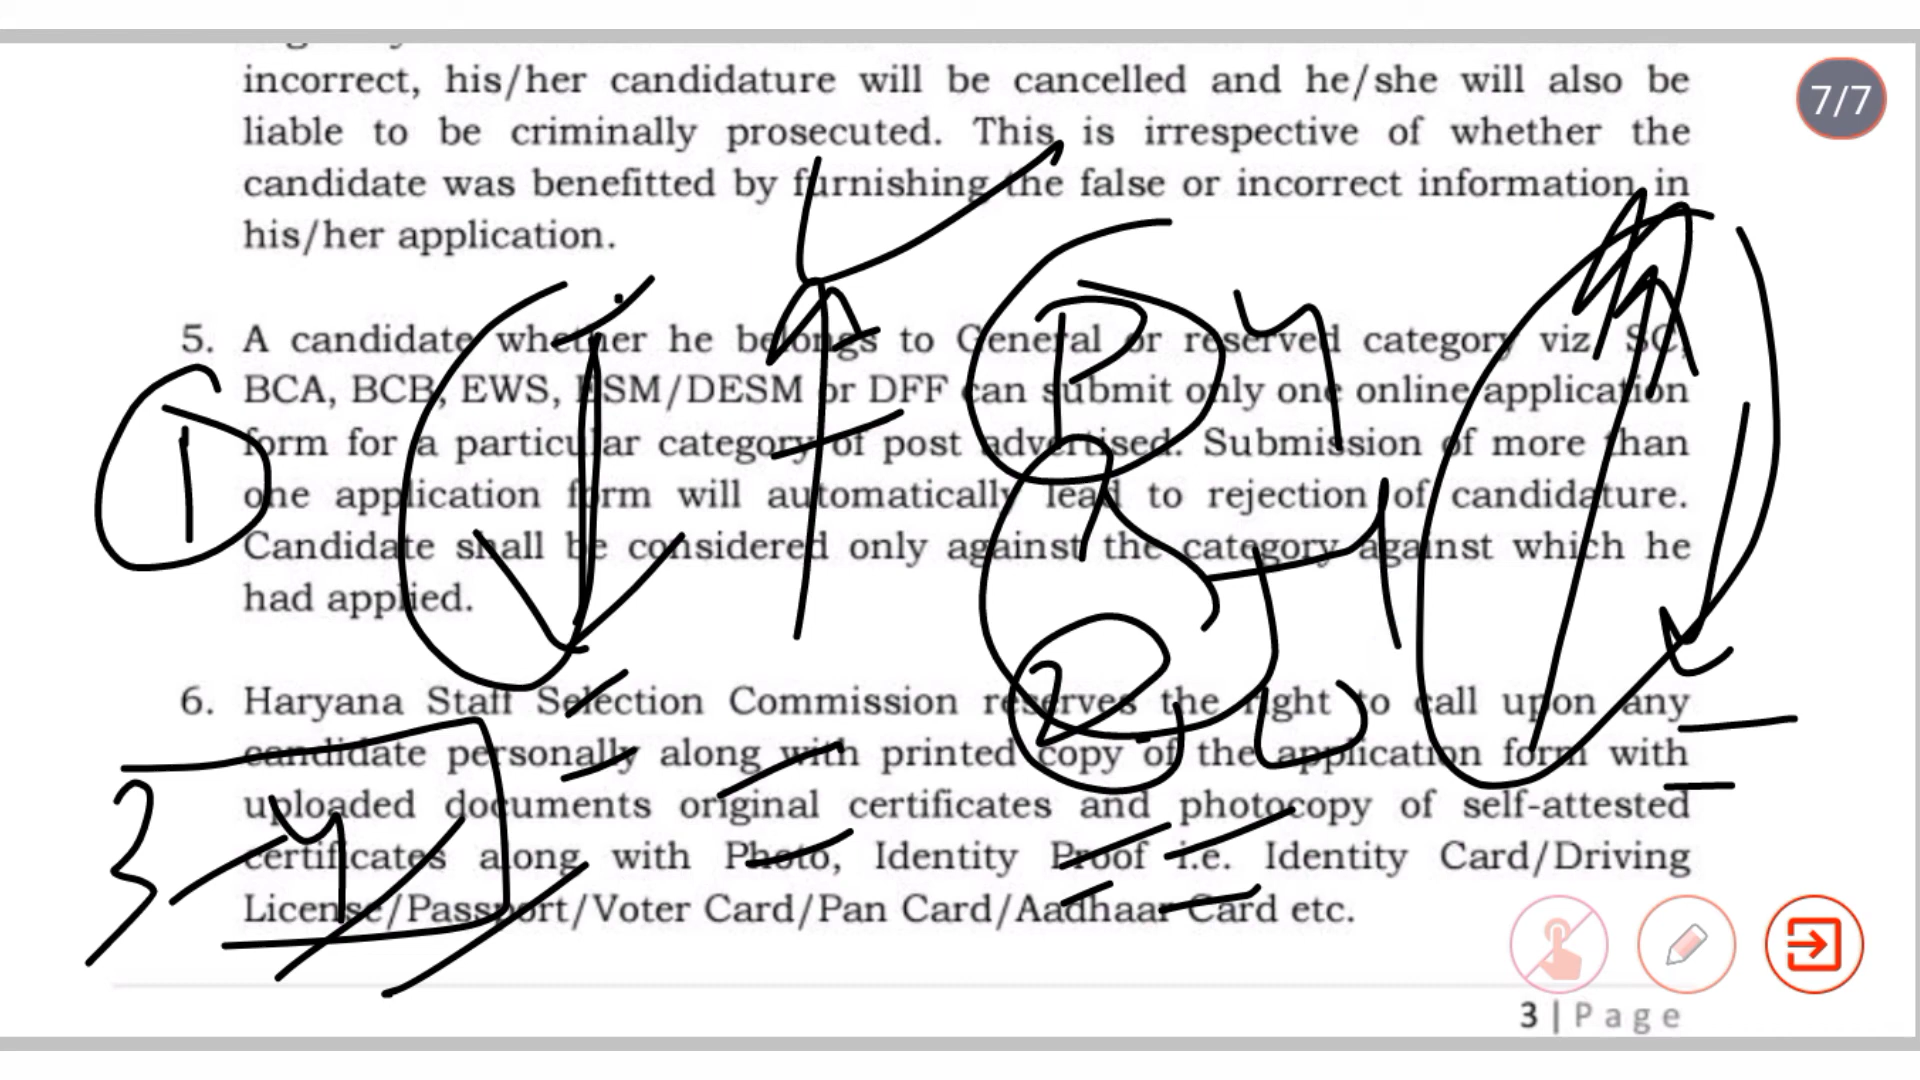 incorrect, his/her candidature will be cancelled and he/she will also be
7/7
liable to be criminally prosecuted. This is irrespective of whether the
candidate was benefitted by furnishing the false or incorrect information in
his/her application.
5. A candidate whether he belongs to General or reserved category viz SC,
BCA, BCB, EWS, ESM/DESM or DFF can submit only one online application
form for a particular category of post advertised. Submission of more than
one application form will automatically lead to rejection of candidature.
Candidate shall be considered only against the category against which he
had applied.
6. Haryana Staff Selection Commission reserves the right to call upon any
candidate personally along with printed copy of the application form with
uploaded documents original certificates and photocopy of self-attested
certificates along with Photo, Identity Proof i.e. Identity Card/Driving
License/Passport/Voter Card/Pan Card/Aadhaar Card etc.
3 | Page